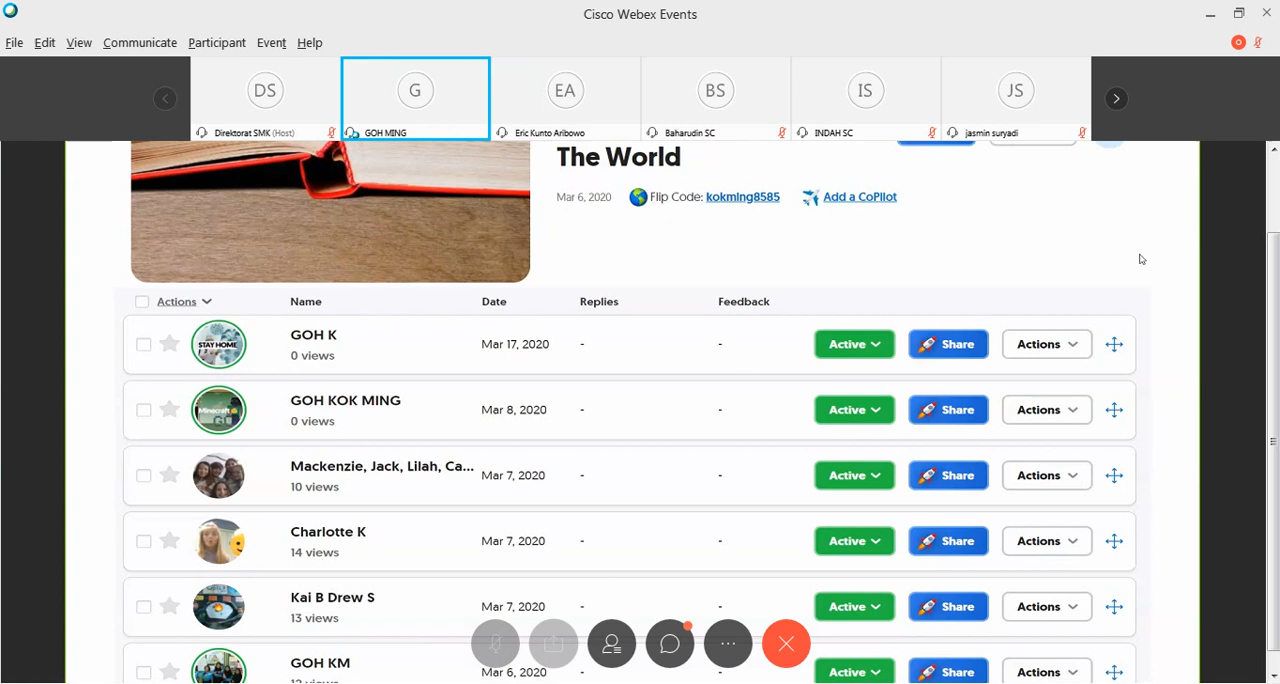 Cisco Webex Events
File Edit View Communicate Participant Event Help
DS G EA BS IS JS
Direktorat SMK (Host) GOH MING Eric Kunto Aribowo Baharudin SC INDAH SC jasmin suryadi
The World
Mar 6, 2020 Flip Code: kokming8585 Add a CoPilot
Actions Name Date Replies Feedback
STAY HOME GOH K Mar 17, 2020 - - Active Share Actions
0 views
Minecraft GOH KOK MING Mar 8, 2020 - - Active Share Actions
0 views
Mackenzie, Jack, Lilah, Ca... Mar 7, 2020 - - Active Share Actions
10 views
Charlotte K Mar 7, 2020 - - Active Share Actions
14 views
Kai B Drew S Mar 7, 2020 - - Active Share Actions
13 views
GOH KM Mar 6, 2020 - - Active Share Actions